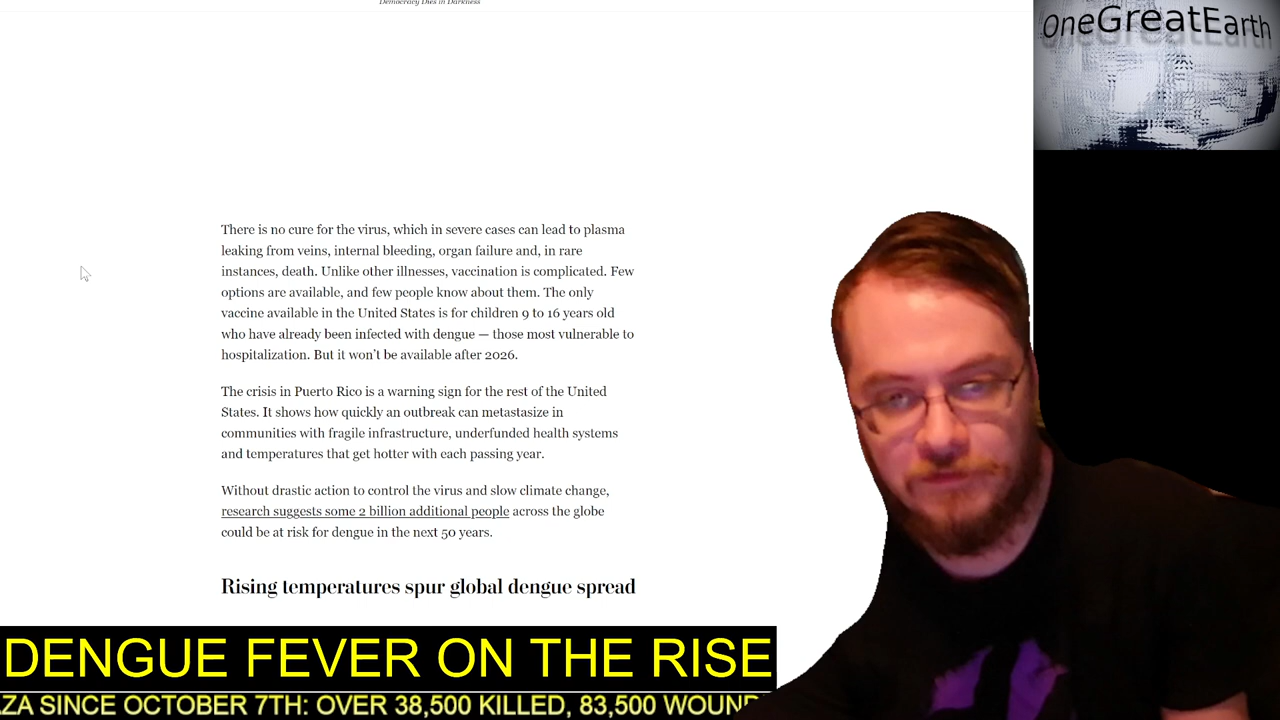 Democracy Dies in Darkness
OneGreatEarth
There is no cure for the virus, which in severe cases can lead to plasma
leaking from veins, internal bleeding, organ failure and, in rare
instances, death. Unlike other illnesses, vaccination is complicated. Few
options are available, and few people know about them. The only
vaccine available in the United States is for children 9 to 16 years old
who have already been infected with dengue — those most vulnerable to
hospitalization. But it won’t be available after 2026.
The crisis in Puerto Rico is a warning sign for the rest of the United
States. It shows how quickly an outbreak can metastasize in
communities with fragile infrastructure, underfunded health systems
and temperatures that get hotter with each passing year.
Without drastic action to control the virus and slow climate change,
research suggests some 2 billion additional people across the globe
could be at risk for dengue in the next 50 years.
Rising temperatures spur global dengue spread
DENGUE FEVER ON THE RISE
ZA SINCE OCTOBER 7TH: OVER 38,500 KILLED, 83,500 WOUND